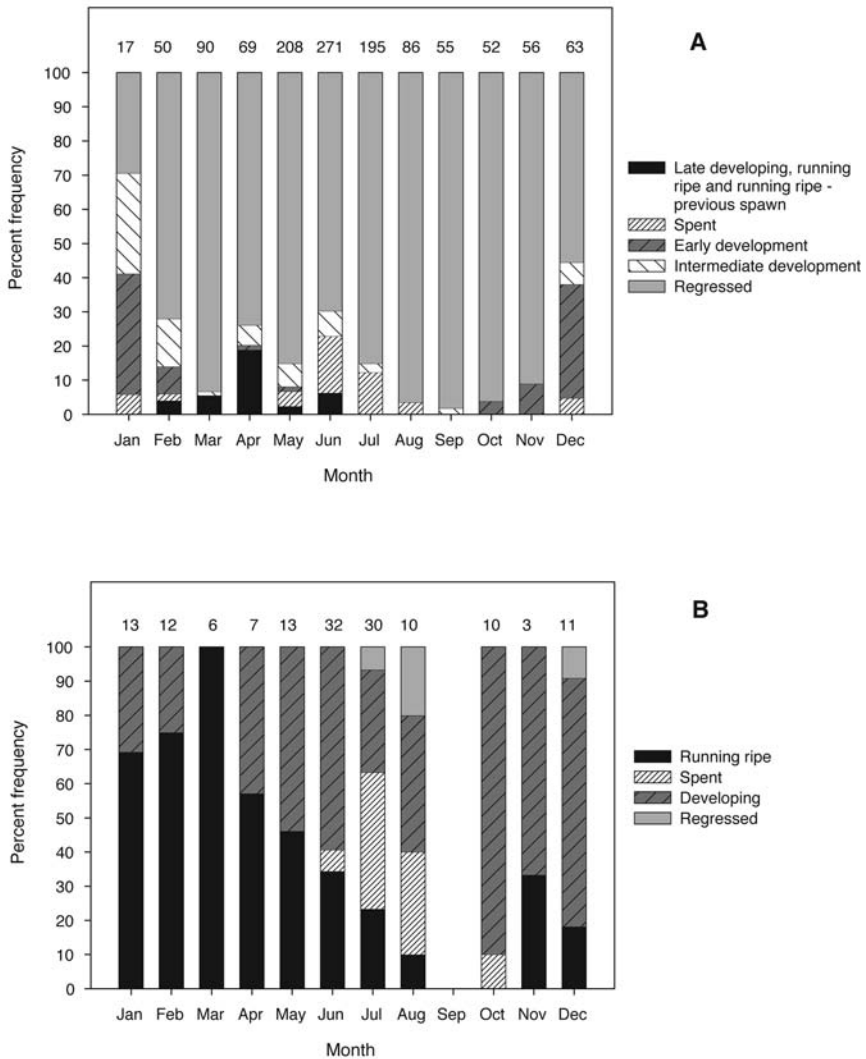 17 50 90 69 208 271 195 86 55 52 56 63
A
100
90
80
70
60
50
40
30
20
10
0
Percent frequency
Jan Feb Mar Apr May Jun Jul Aug Sep Oct Nov Dec
Month
Late developing, running
ripe and running ripe -
previous spawn
Spent
Early development
Intermediate development
Regressed
13 12 6 7 13 32 30 10 10 3 11
B
100
90
80
70
60
50
40
30
20
10
0
Percent frequency
Jan Feb Mar Apr May Jun Jul Aug Sep Oct Nov Dec
Month
Running ripe
Spent
Developing
Regressed